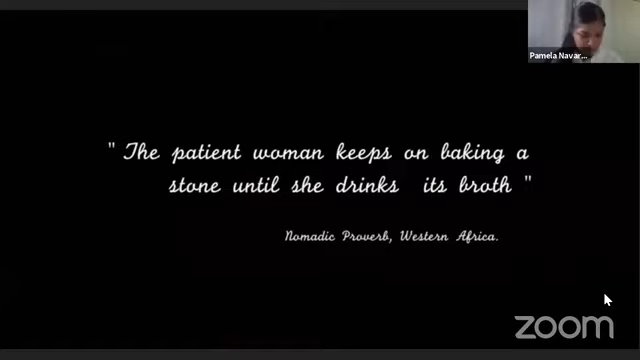 Pamela Navar...
" The patient woman keeps on baking a
stone until she drinks its broth "
Nomadic Proverb, Western Africa.
zoom